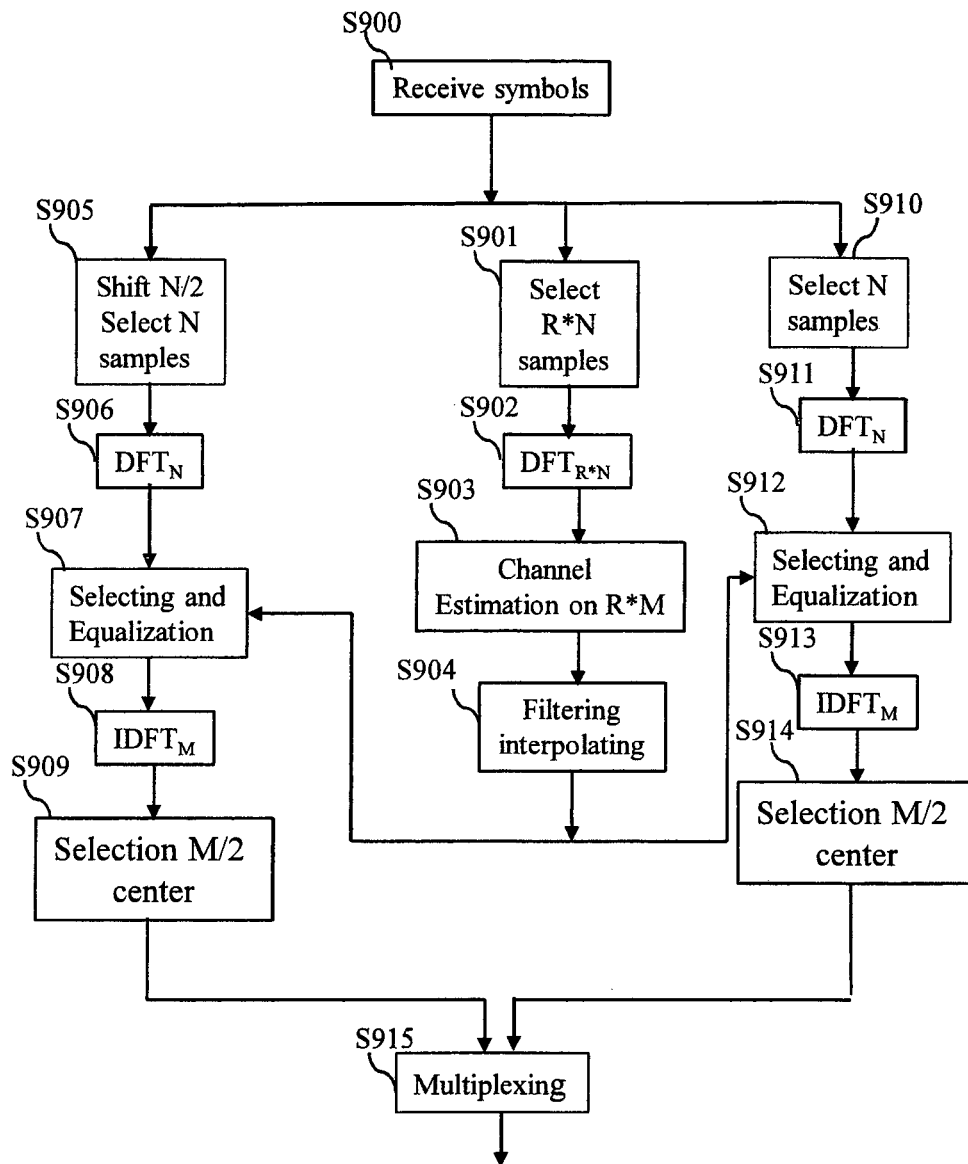 S900
Receive symbols
S905
Shift N/2
Select N
samples
S901
Select
R*N
samples
S910
Select N
samples
S906
DFT_N
S902
DFT_R*N
S911
DFT_N
S907
Selecting and
Equalization
S903
Channel
Estimation on R*M
S912
Selecting and
Equalization
S908
IDFT_M
S904
Filtering
interpolating
S913
IDFT_M
S909
Selection M/2
center
S914
Selection M/2
center
S915
Multiplexing